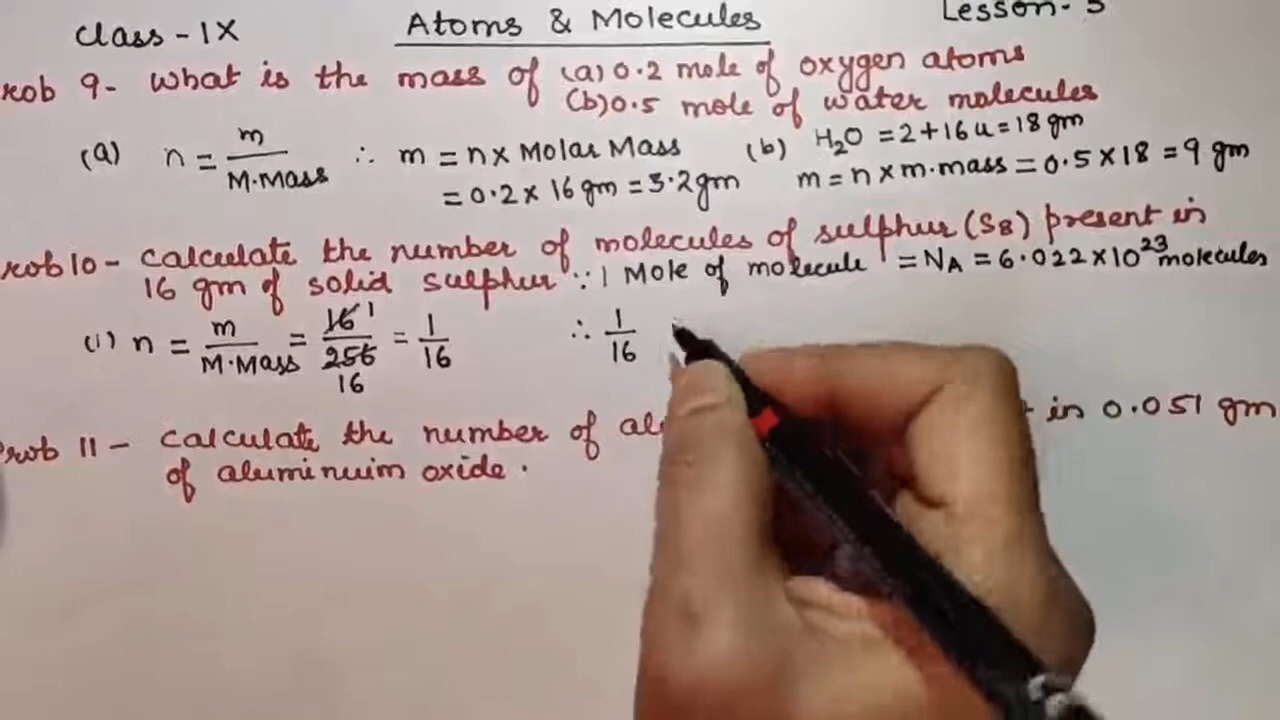 Class - IX Atoms & Molecules Lesson - 3
rob 9- What is the mass of (a) 0.2 mole of oxygen atoms
(b) 0.5 mole of water molecules
(a) n = m / M.Mass ∴ m = n x Molar Mass (b) H2O = 2 + 16 u = 18 gm
= 0.2 x 16 gm = 3.2 gm m = n x m.mass = 0.5 x 18 = 9 gm
rob 10 - Calculate the number of molecules of sulphur (S8) present in
16 gm of solid sulphur ∵ 1 Mole of molecule = NA = 6.022 x 10^23 molecules
(i) n = m / M.Mass = 16 1 / 256 16 = 1/16 ∴ 1/16
rob 11 - Calculate the number of in 0.051 gm
of aluminuim oxide.